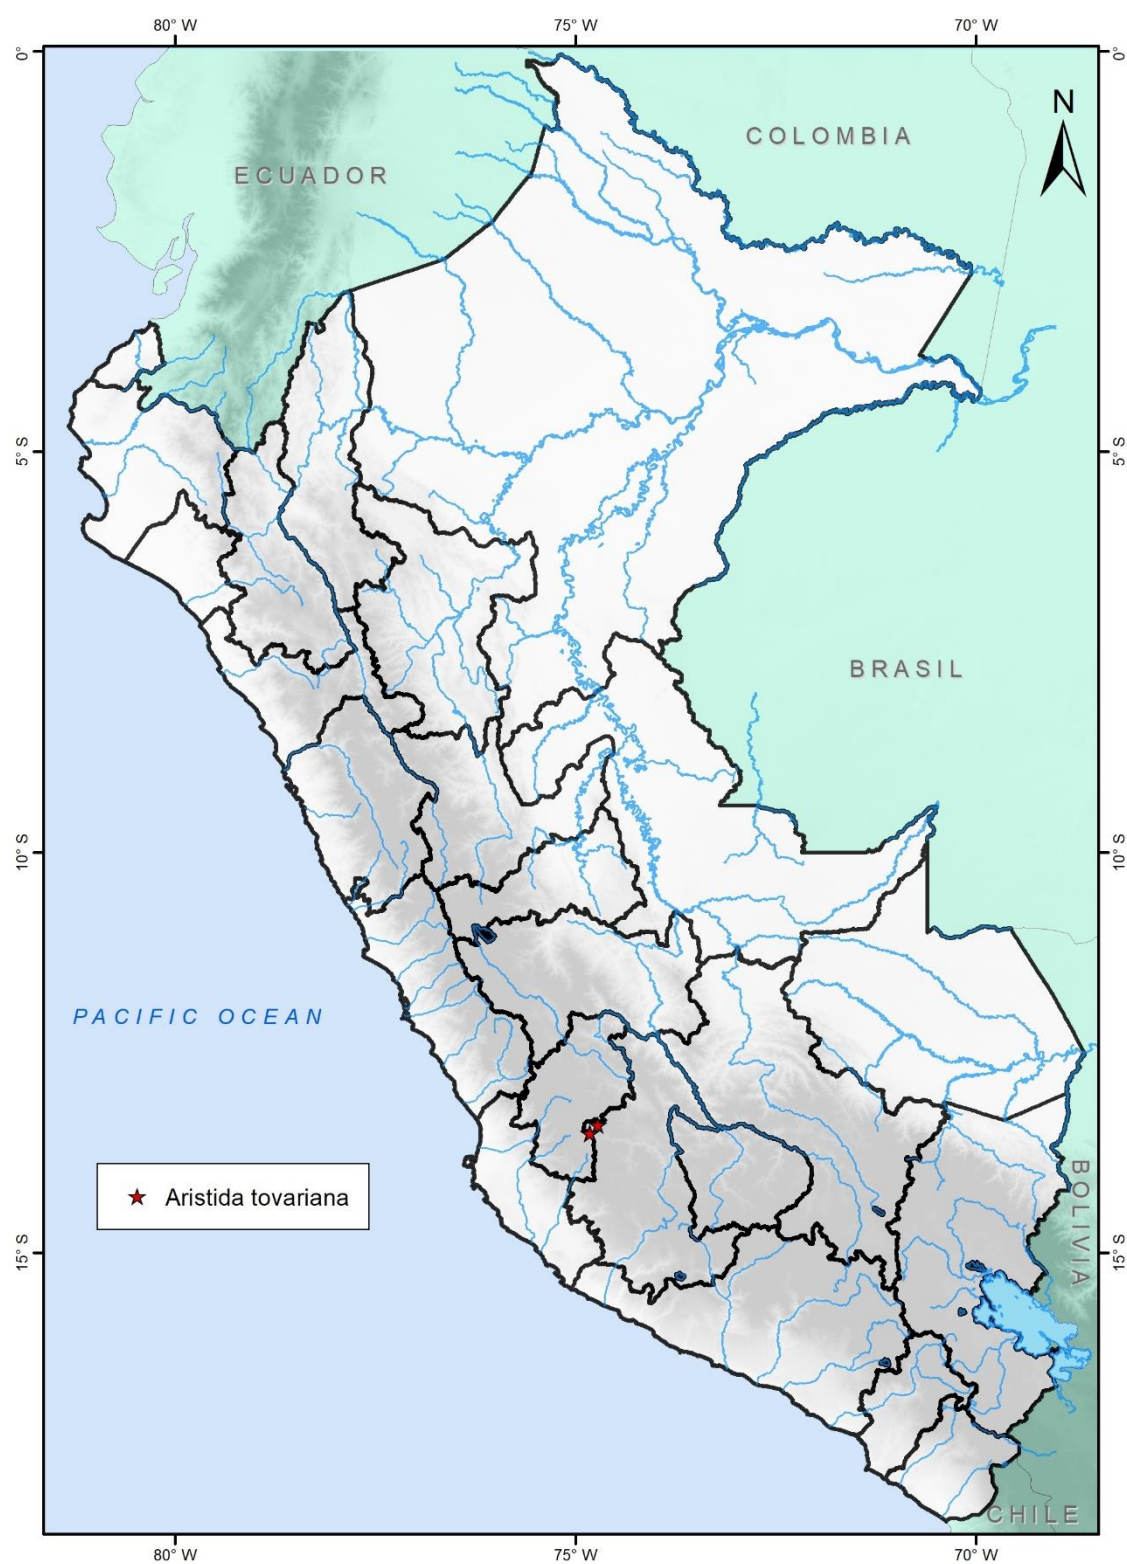 80° W 75° W 70° W
0° 0°
N
COLOMBIA
ECUADOR
5° S 5° S
BRASIL
10° S 10° S
PACIFIC OCEAN
BOLIVIA
Aristida tovariana
15° S 15° S
CHILE
80° W 75° W 70° W